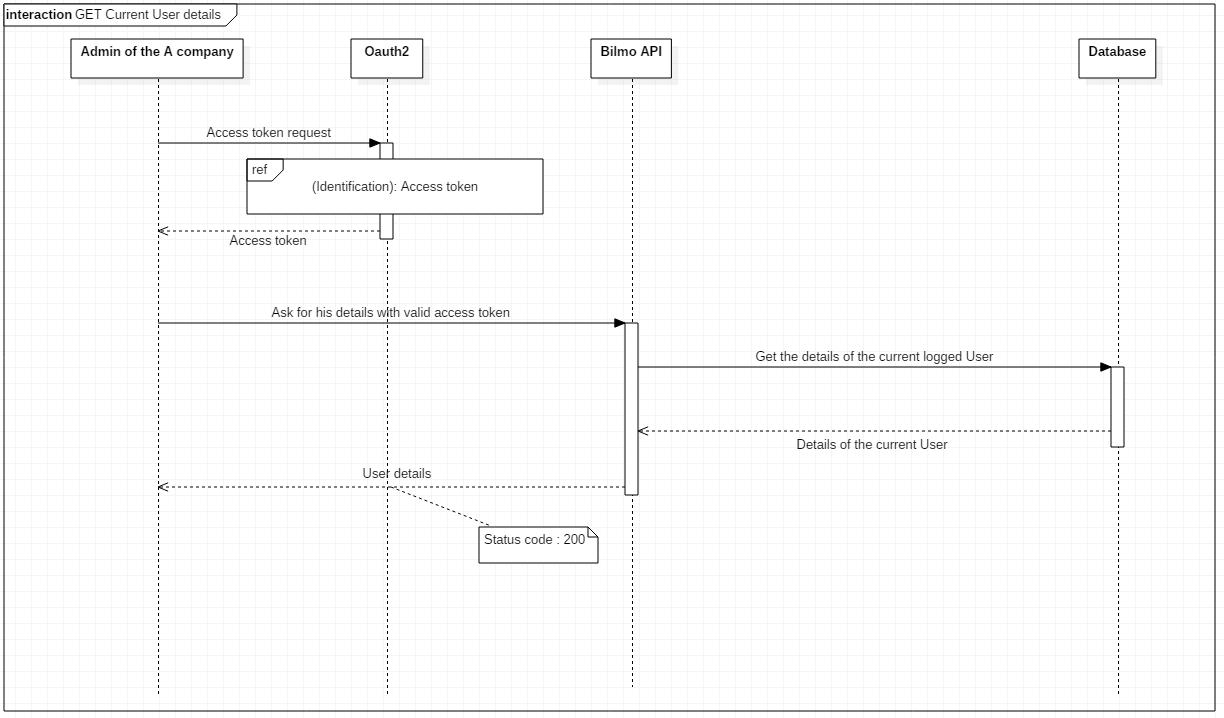 interaction GET Current User details
Admin of the A company
Oauth2
Bilmo API
Database
Access token request
ref
(Identification): Access token
Access token
Ask for his details with valid access token
Get the details of the current logged User
Details of the current User
User details
Status code : 200